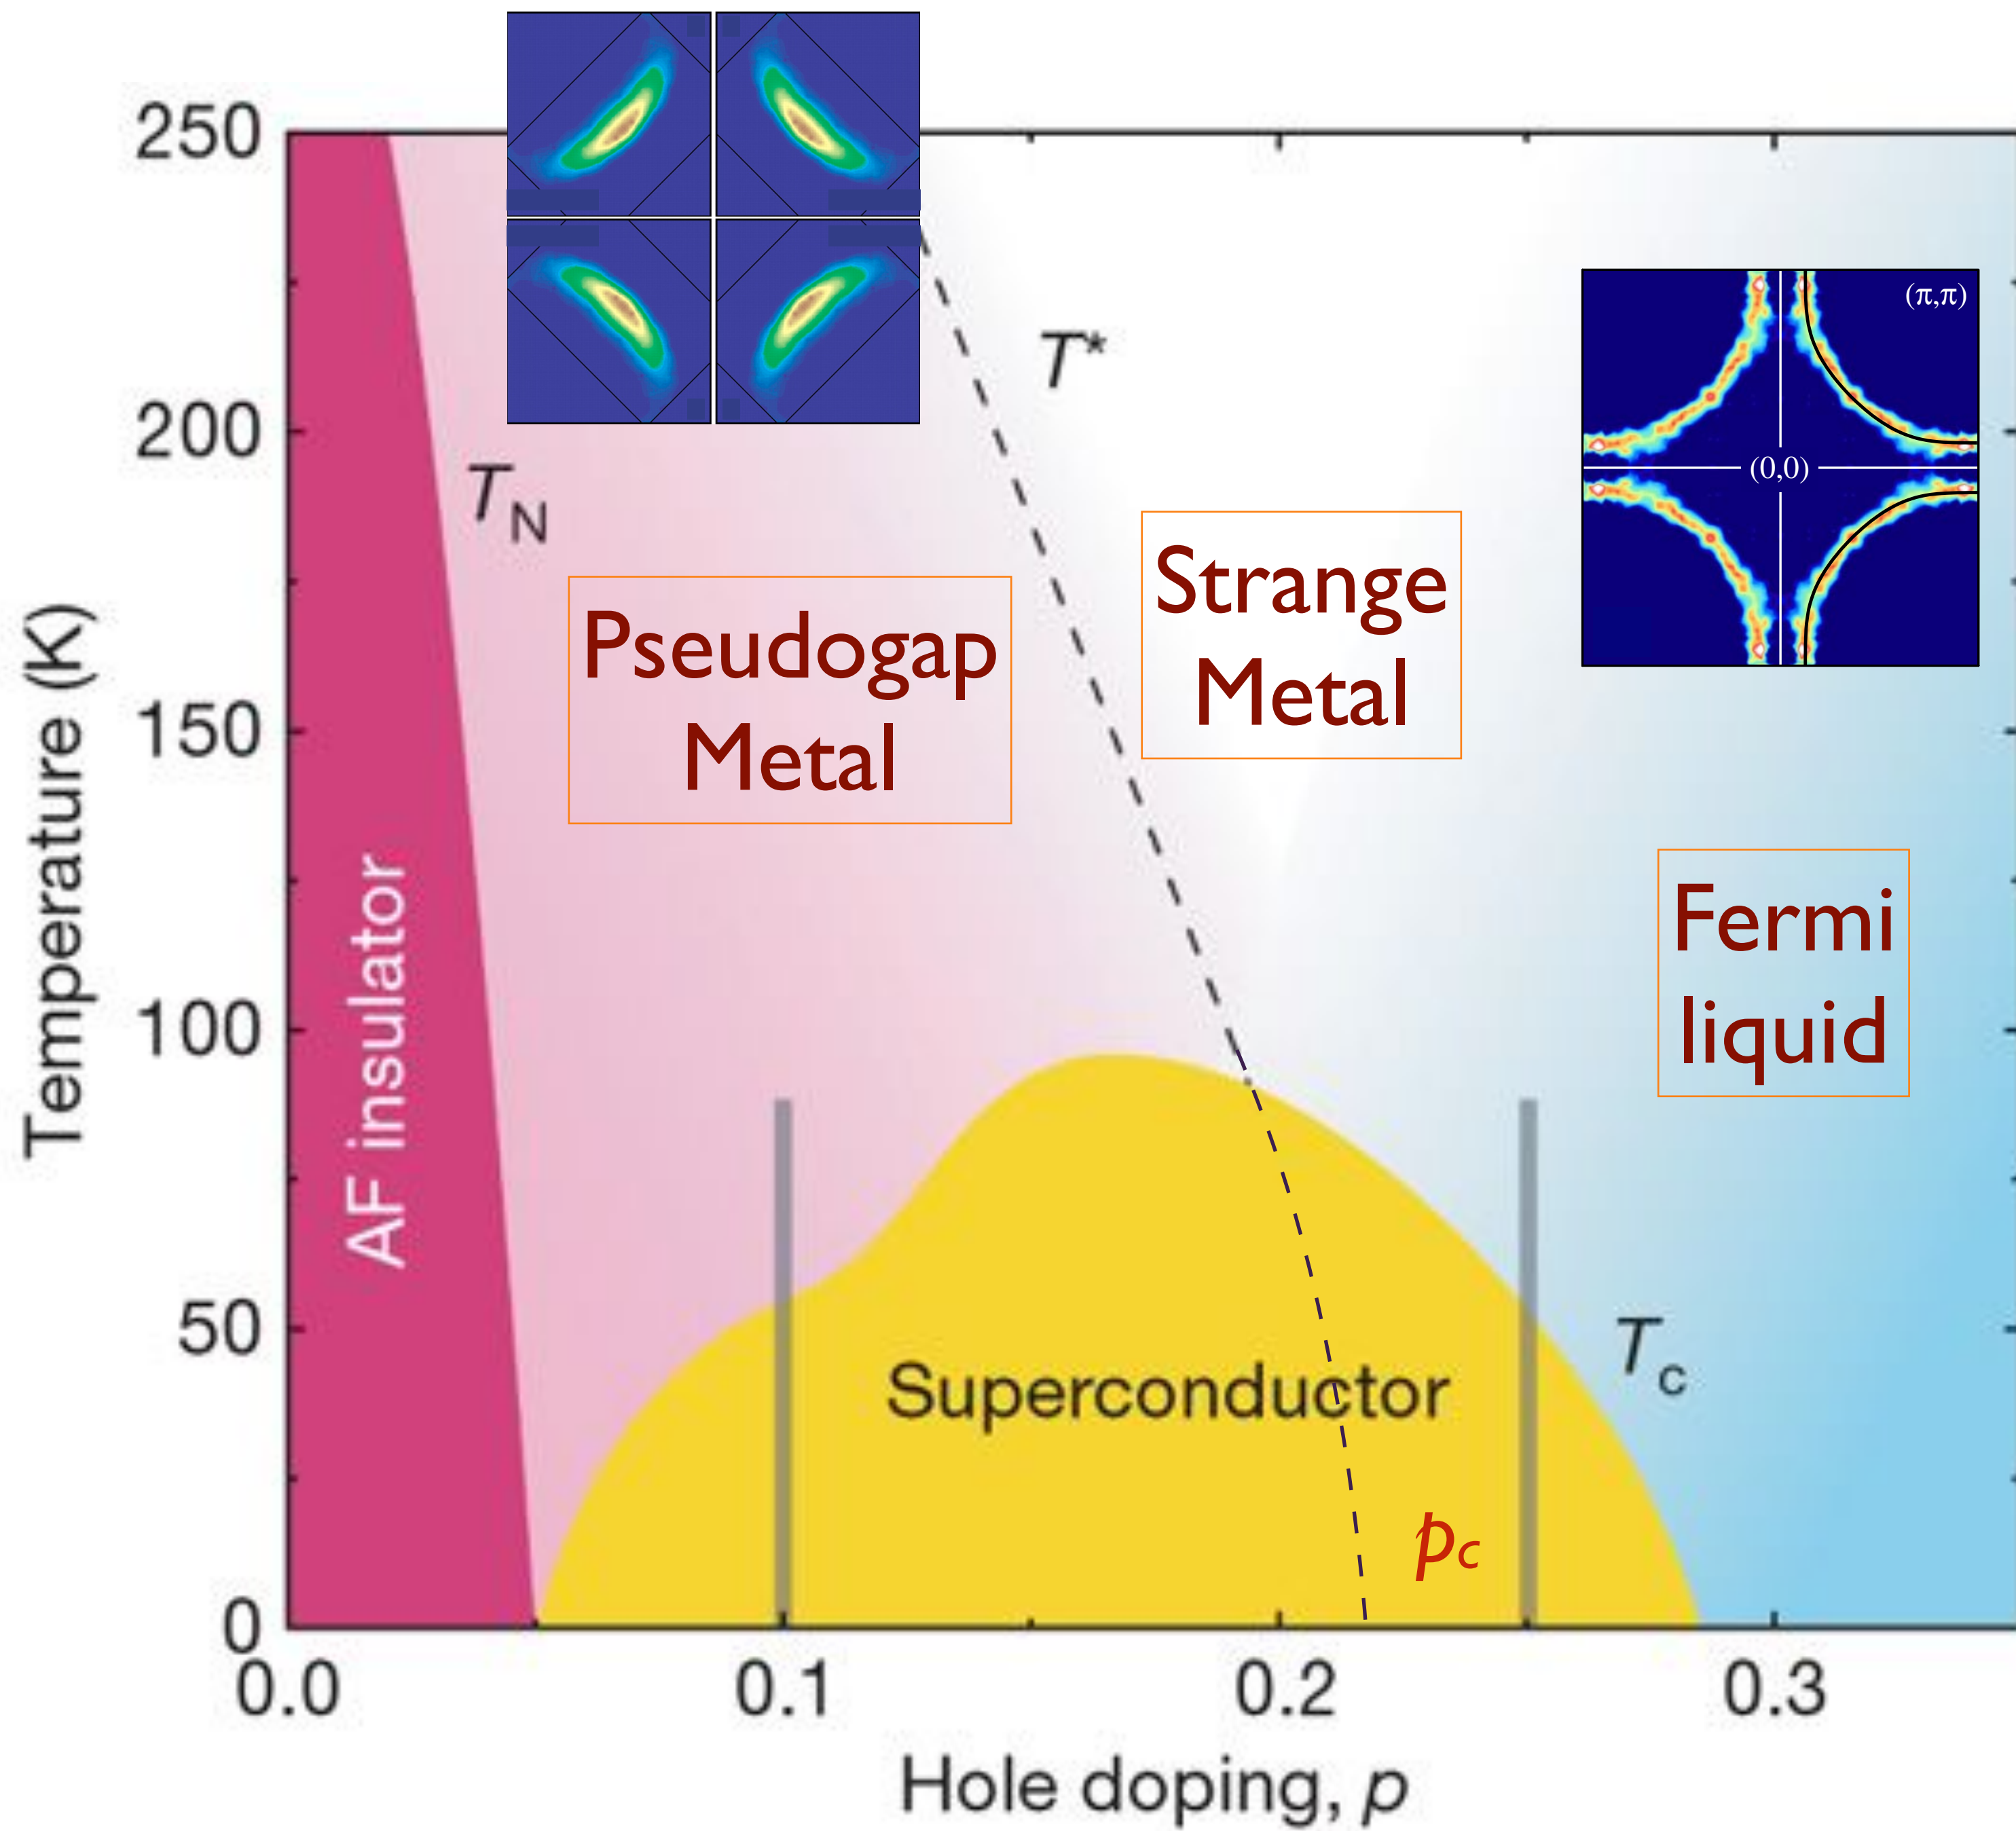 250
200
150
100
50
0
Temperature (K)
0.0
0.1
0.2
0.3
Hole doping, p
AF insulator
T_N
Pseudogap
Metal
T*
Strange
Metal
(π,π)
(0,0)
Fermi
liquid
Superconductor
T_c
p_c